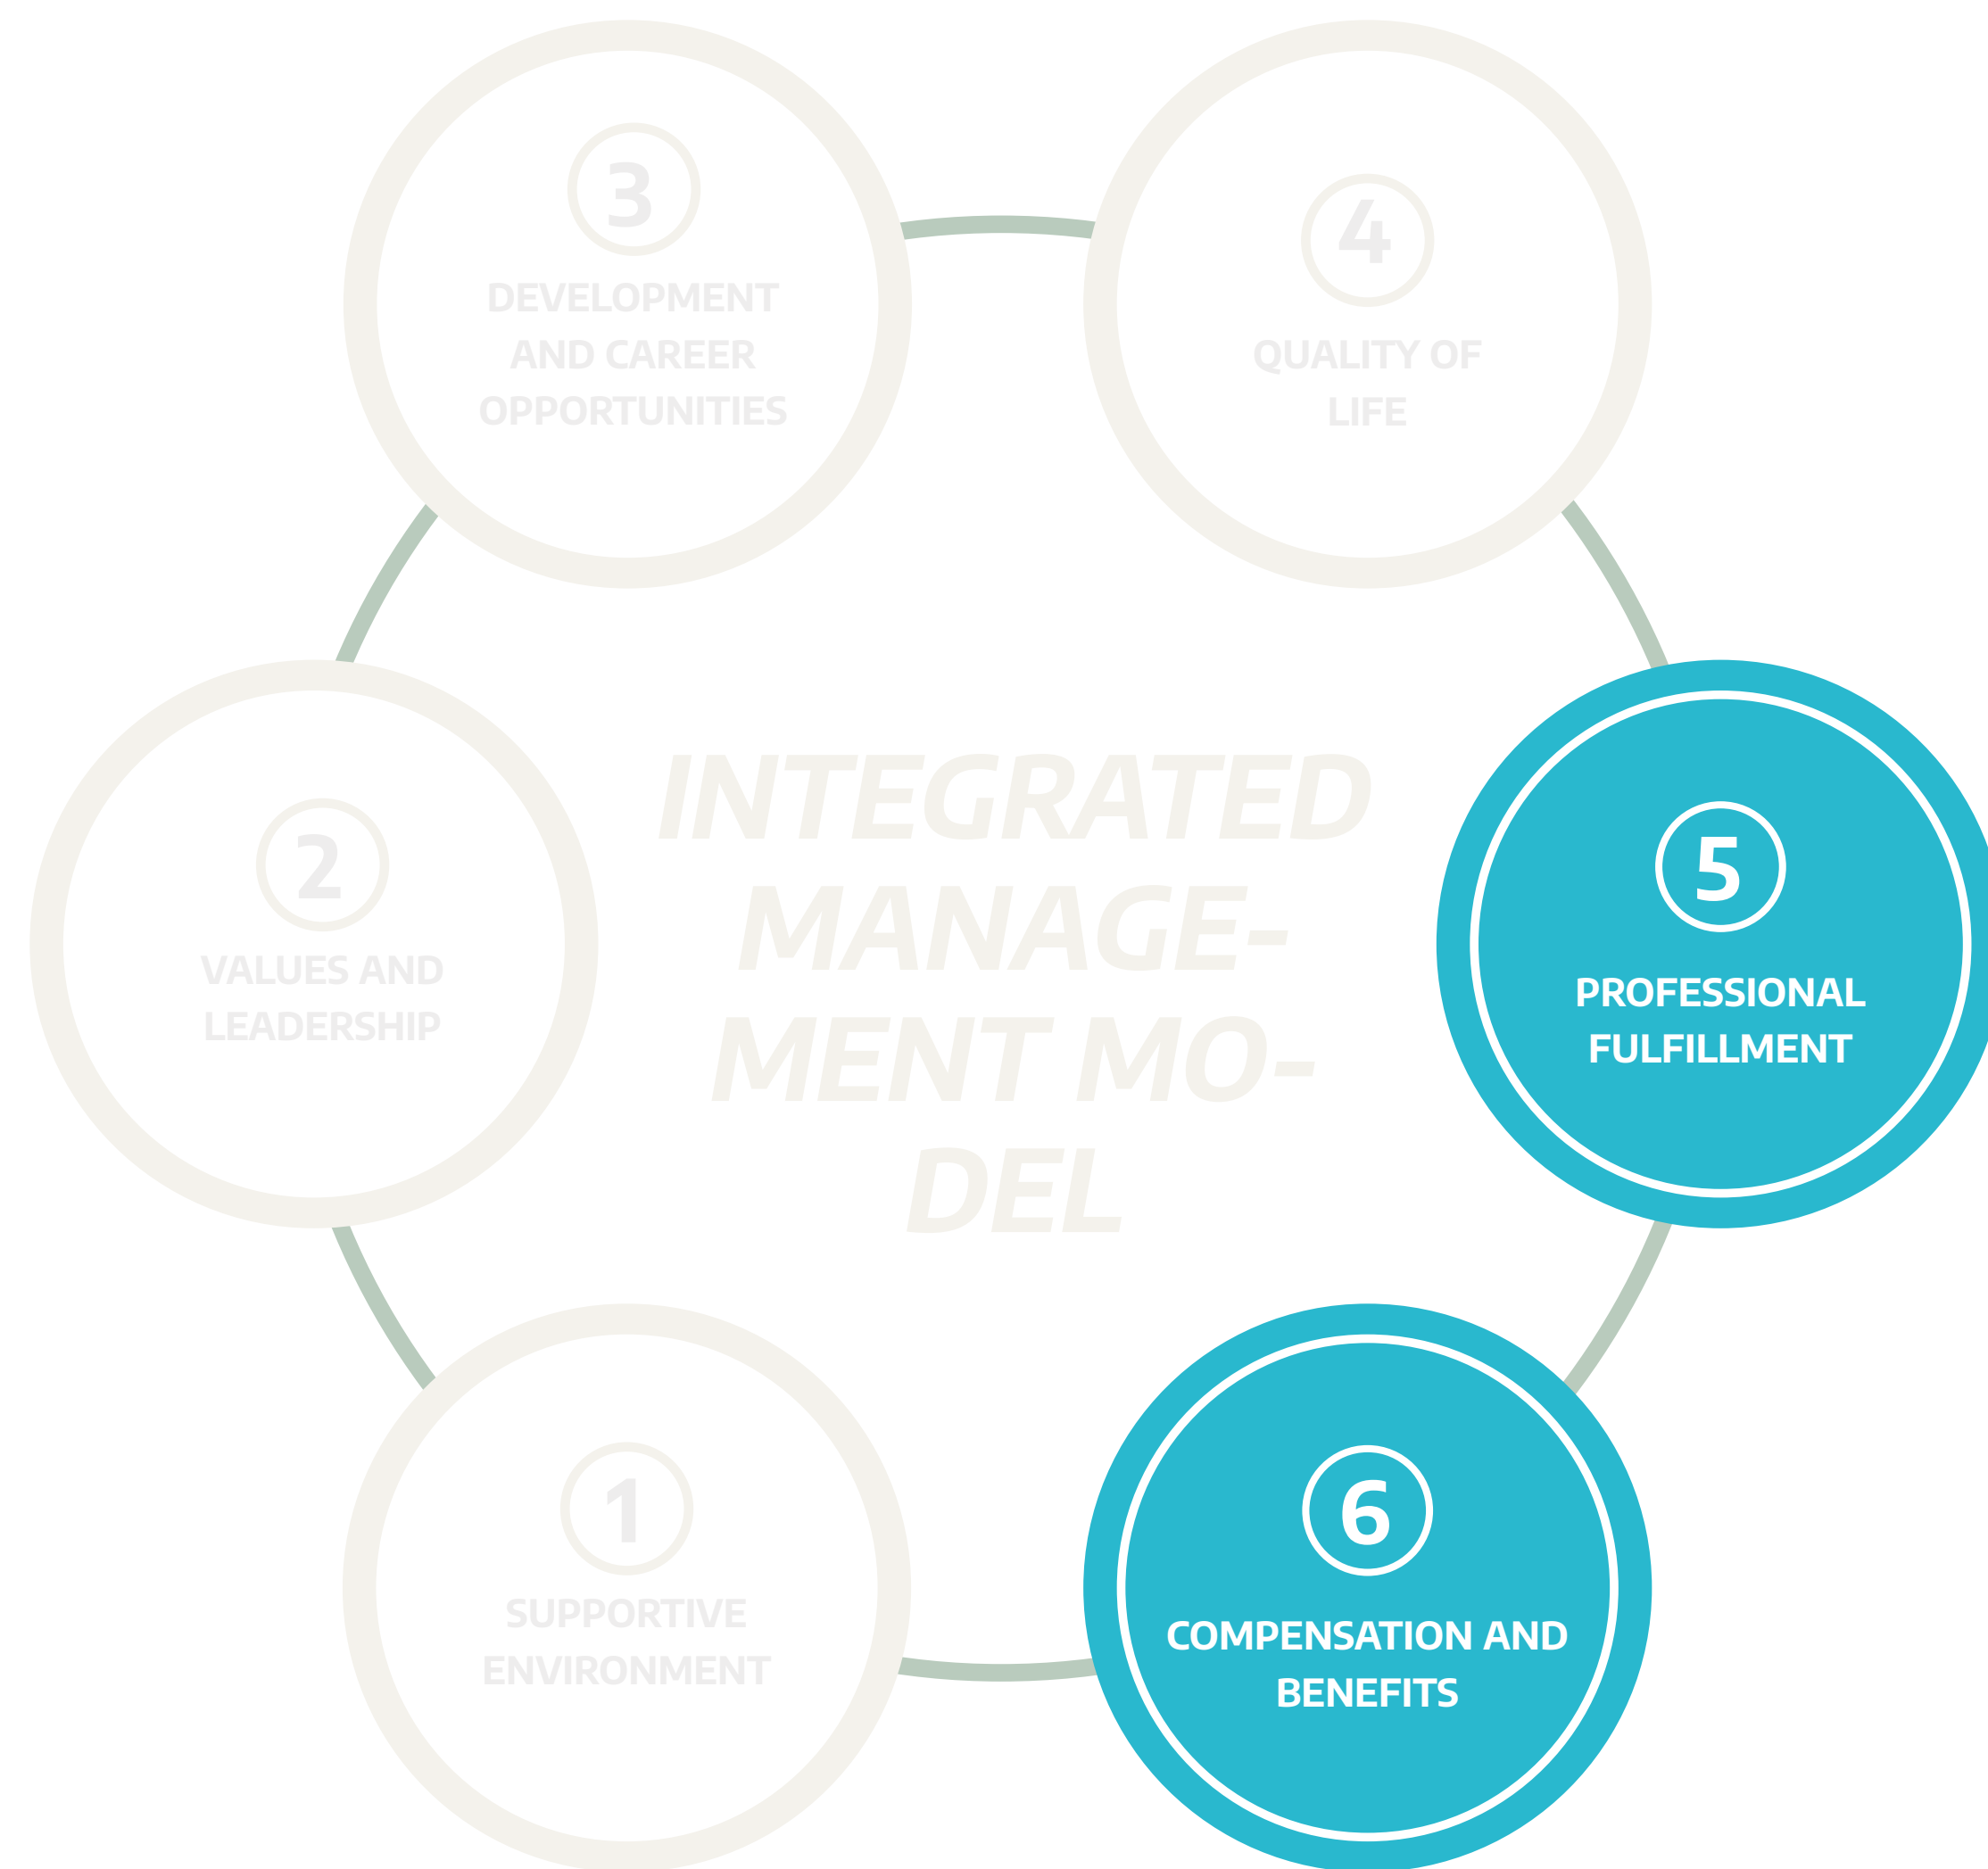 3
DEVELOPMENT
AND CAREER
OPPORTUNITIES
4
QUALITY OF
LIFE
2
VALUES AND
LEADERSHIP
INTEGRATED
MANAGE-
MENT MO-
DEL
5
PROFESSIONAL
FULFILLMENT
1
SUPPORTIVE
ENVIRONMENT
6
COMPENSATION AND
BENEFITS